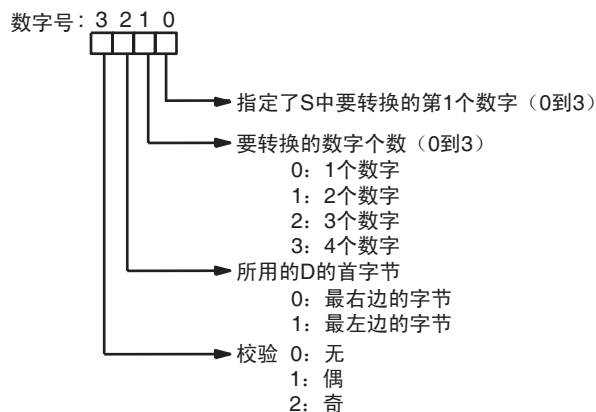 数字号：3 2 1 0
指定了S中要转换的第1个数字（0到3）
要转换的数字个数（0到3）
0：1个数字
1：2个数字
2：3个数字
3：4个数字
所用的D的首字节
0：最右边的字节
1：最左边的字节
校验 0：无
1：偶
2：奇